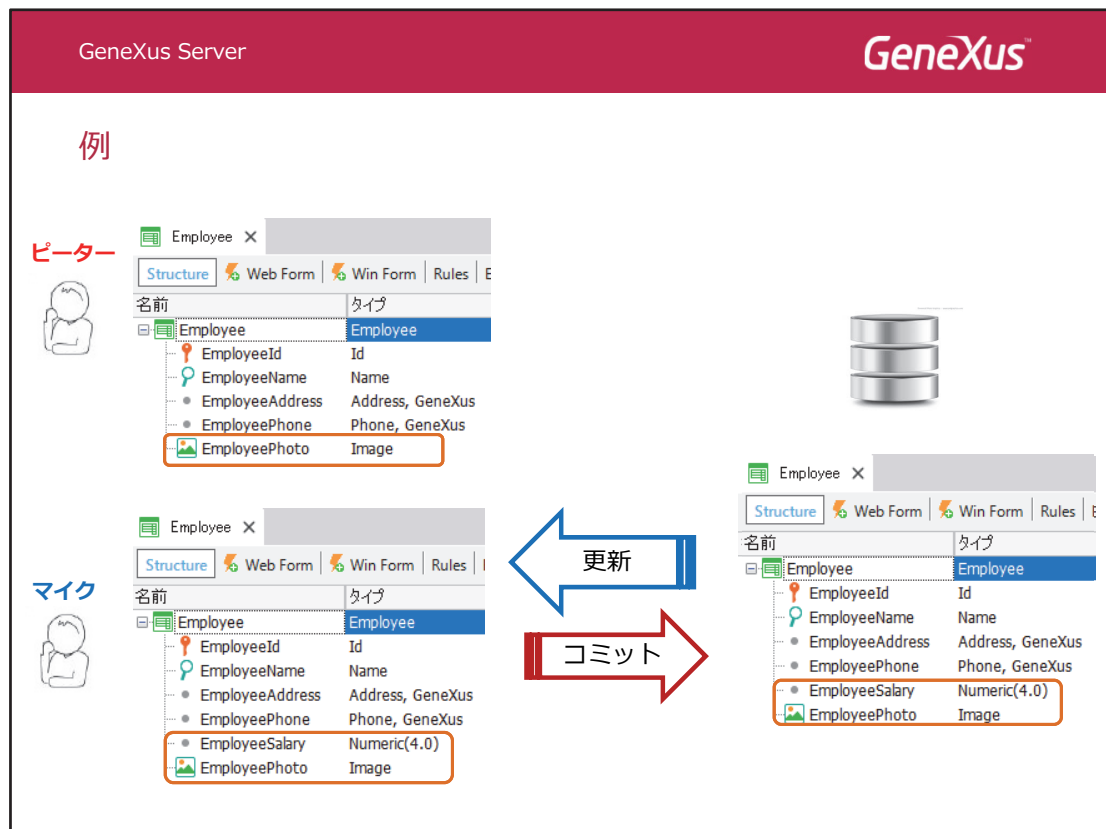 GeneXus Server
GeneXus™
例
ピーター
Employee
Structure Web Form Win Form Rules E
名前 タイプ
Employee Employee
EmployeeId Id
EmployeeName Name
EmployeeAddress Address, GeneXus
EmployeePhone Phone, GeneXus
EmployeePhoto Image
マイク
Employee
Structure Web Form Win Form Rules
名前 タイプ
Employee Employee
EmployeeId Id
EmployeeName Name
EmployeeAddress Address, GeneXus
EmployeePhone Phone, GeneXus
EmployeeSalary Numeric(4.0)
EmployeePhoto Image
更新
コミット
Employee
Structure Web Form Win Form Rules E
名前 タイプ
Employee Employee
EmployeeId Id
EmployeeName Name
EmployeeAddress Address, GeneXus
EmployeePhone Phone, GeneXus
EmployeeSalary Numeric(4.0)
EmployeePhoto Image